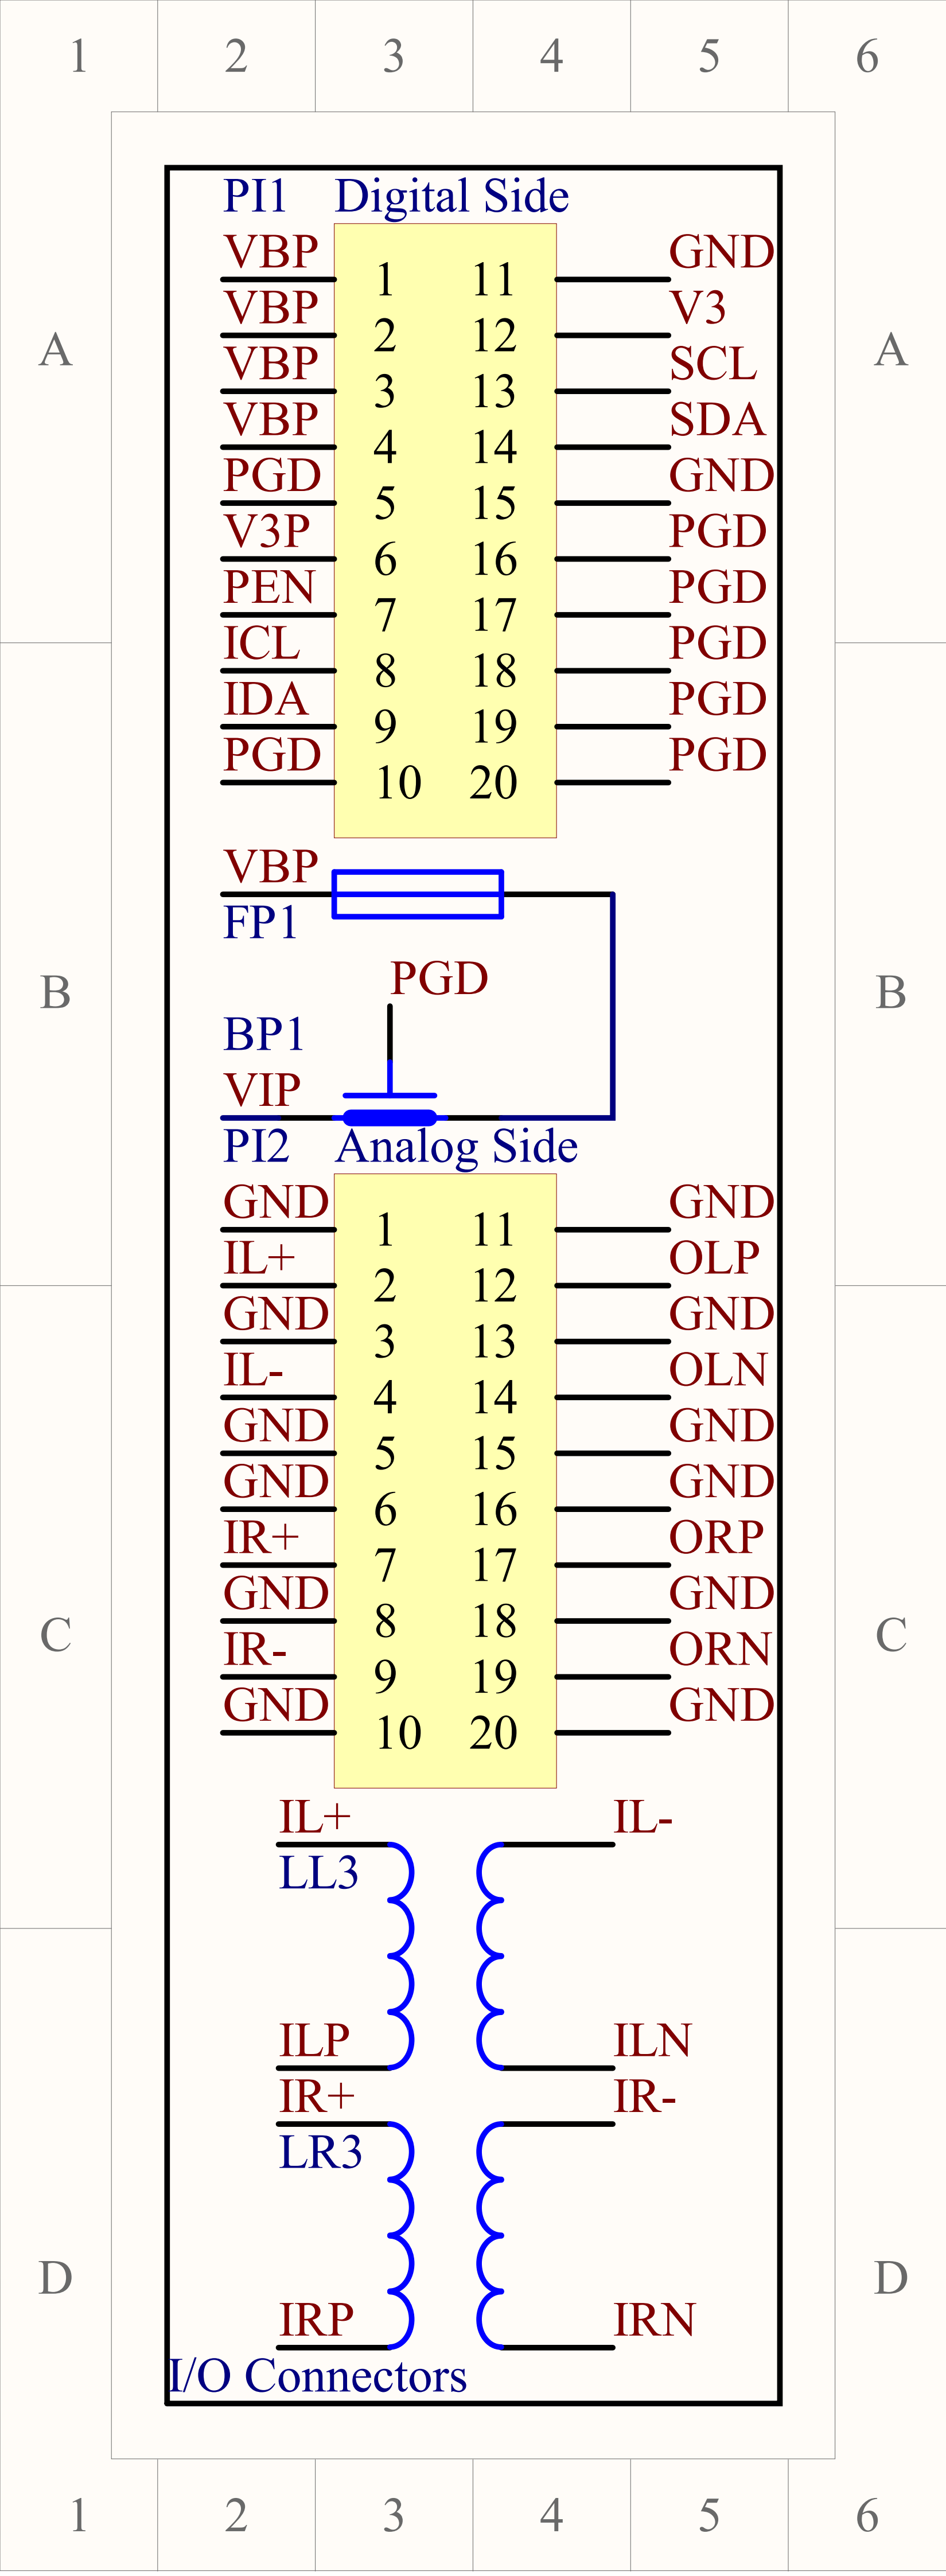 1 2 3 4 5 6
PI1 Digital Side
VBP 1 11 GND
VBP 2 12 V3
VBP 3 13 SCL
A A
VBP 4 14 SDA
PGD 5 15 GND
V3P 6 16 PGD
PEN 7 17 PGD
ICL 8 18 PGD
IDA 9 19 PGD
PGD 10 20 PGD
VBP
FP1
PGD
B B
BP1
VIP
PI2 Analog Side
GND 1 11 GND
IL+ 2 12 OLP
GND 3 13 GND
IL- 4 14 OLN
GND 5 15 GND
GND 6 16 GND
IR+ 7 17 ORP
GND 8 18 GND
C C
IR- 9 19 ORN
GND 10 20 GND
IL+ IL-
LL3
ILP ILN
IR+ IR-
LR3
D D
IRP IRN
I/O Connectors
1 2 3 4 5 6